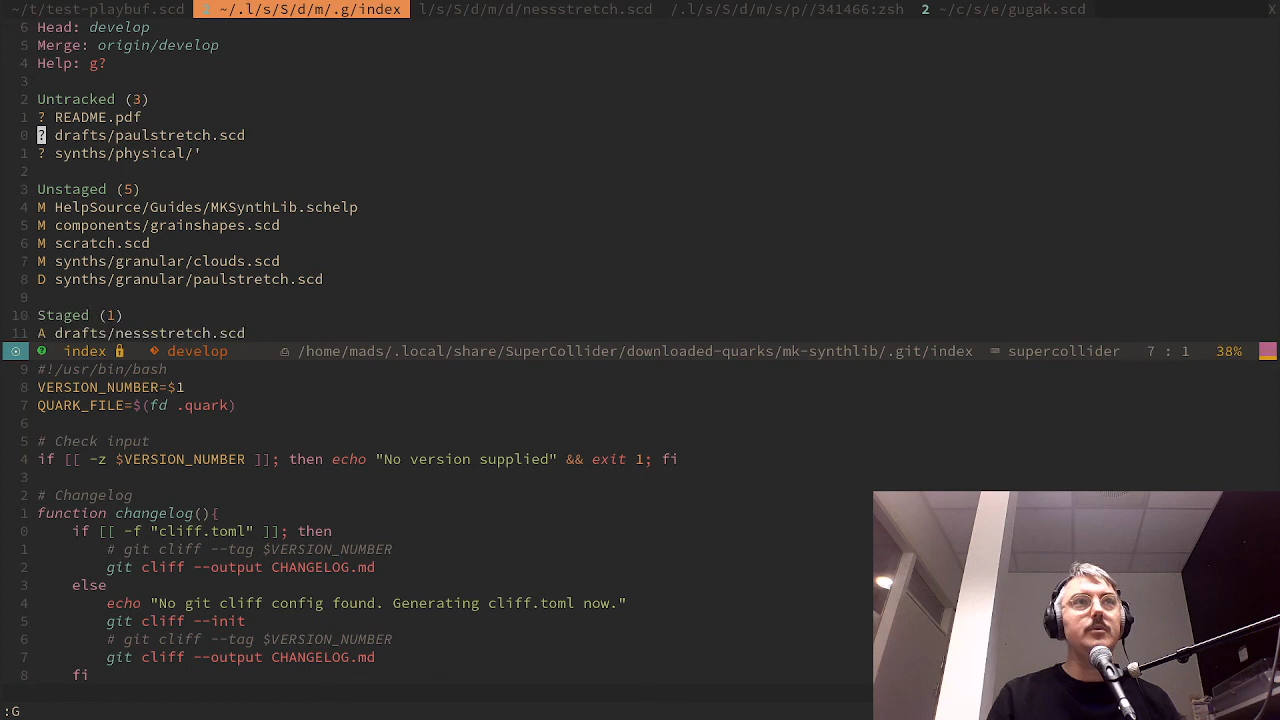 ~/t/test-playbuf.scd 1 ~/.l/s/S/d/m/.g/index l/s/S/d/m/nessstretch.scd /.l/s/S/d/m/s/p//341466:zsh 2 ~/c/s/e/gugak.scd X
6 Head: develop
5 Merge: origin/develop
4 Help: g?
3
2 Untracked (3)
1 ? README.pdf
0 ? drafts/paulstretch.scd
1 ? synths/physical/'
2
3 Unstaged (5)
4 M HelpSource/Guides/MKSynthLib.schelp
5 M components/grainshapes.scd
6 M scratch.scd
7 M synths/granular/clouds.scd
8 D synths/granular/paulstretch.scd
9
10 Staged (1)
11 A drafts/nessstretch.scd
index develop /home/mads/.local/share/SuperCollider/downloaded-quarks/mk-synthlib/.git/index supercollider 7 : 1 38%
9 #!/usr/bin/bash
8 VERSION_NUMBER=$1
7 QUARK_FILE=$(fd .quark)
6
5 # Check input
4 if [[ -z $VERSION_NUMBER ]]; then echo "No version supplied" && exit 1; fi
3
2 # Changelog
1 function changelog(){
0 if [[ -f "cliff.toml" ]]; then
1 # git cliff --tag $VERSION_NUMBER
2 git cliff --output CHANGELOG.md
3 else
4 echo "No git cliff config found. Generating cliff.toml now."
5 git cliff --init
6 # git cliff --tag $VERSION_NUMBER
7 git cliff --output CHANGELOG.md
8 fi
:G